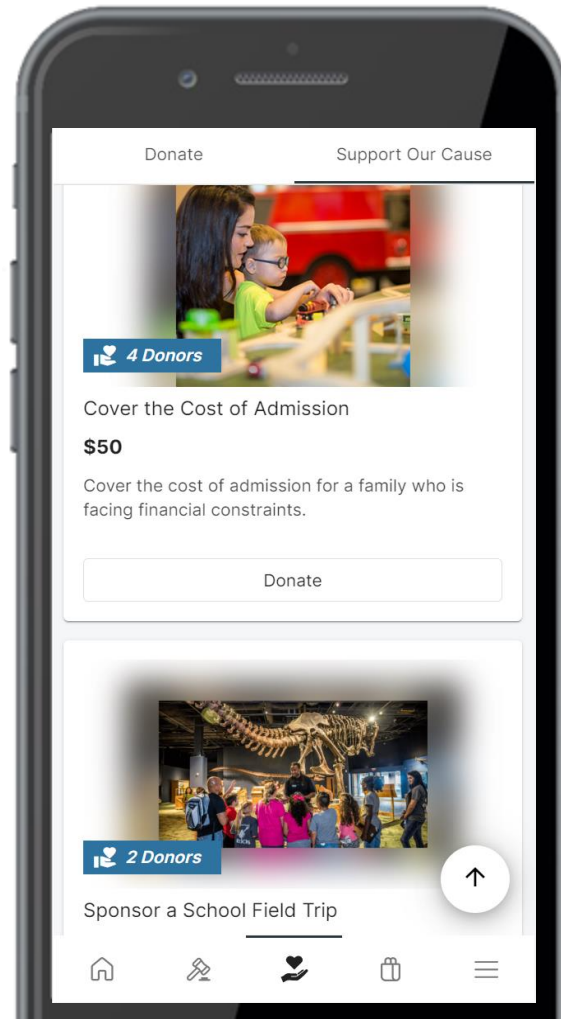 Donate
Support Our Cause
4 Donors
Cover the Cost of Admission
$50
Cover the cost of admission for a family who is
facing financial constraints.
Donate
2 Donors
Sponsor a School Field Trip